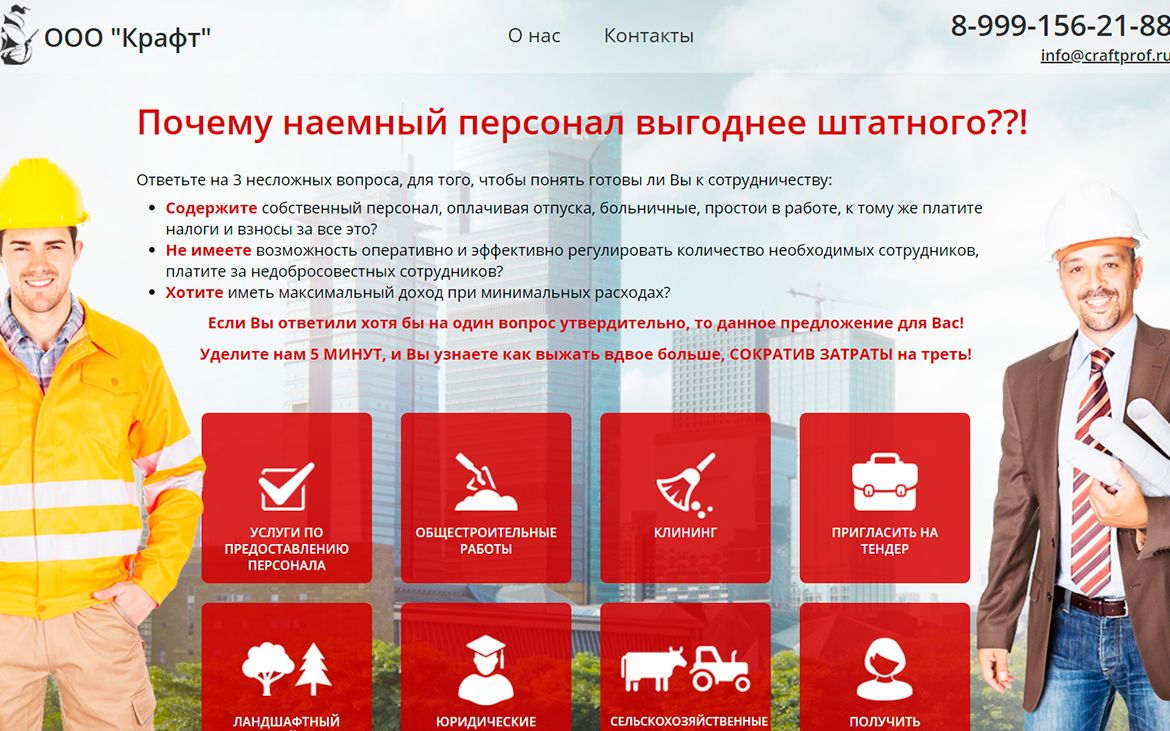 ООО "Крафт"
О нас
Контакты
8-999-156-21-88
info@craftprof.ru
Почему наемный персонал выгоднее штатного??!
Ответьте на 3 несложных вопроса, для того, чтобы понять готовы ли Вы к сотрудничеству:
• Содержите собственный персонал, оплачивая отпуска, больничные, простои в работе, к тому же платите
налоги и взносы за все это?
• Не имеете возможность оперативно и эффективно регулировать количество необходимых сотрудников,
платите за недобросовестных сотрудников?
• Хотите иметь максимальный доход при минимальных расходах?
Если Вы ответили хотя бы на один вопрос утвердительно, то данное предложение для Вас!
Уделите нам 5 МИНУТ, и Вы узнаете как выжать вдвое больше, СОКРАТИВ ЗАТРАТЫ на треть!
УСЛУГИ ПО
ПРЕДОСТАВЛЕНИЮ
ПЕРСОНАЛА
ОБЩЕСТРОИТЕЛЬНЫЕ
РАБОТЫ
КЛИНИНГ
ПРИГЛАСИТЬ НА
ТЕНДЕР
ЛАНДШАФТНЫЙ
ЮРИДИЧЕСКИЕ
СЕЛЬСКОХОЗЯЙСТВЕННЫЕ
ПОЛУЧИТЬ